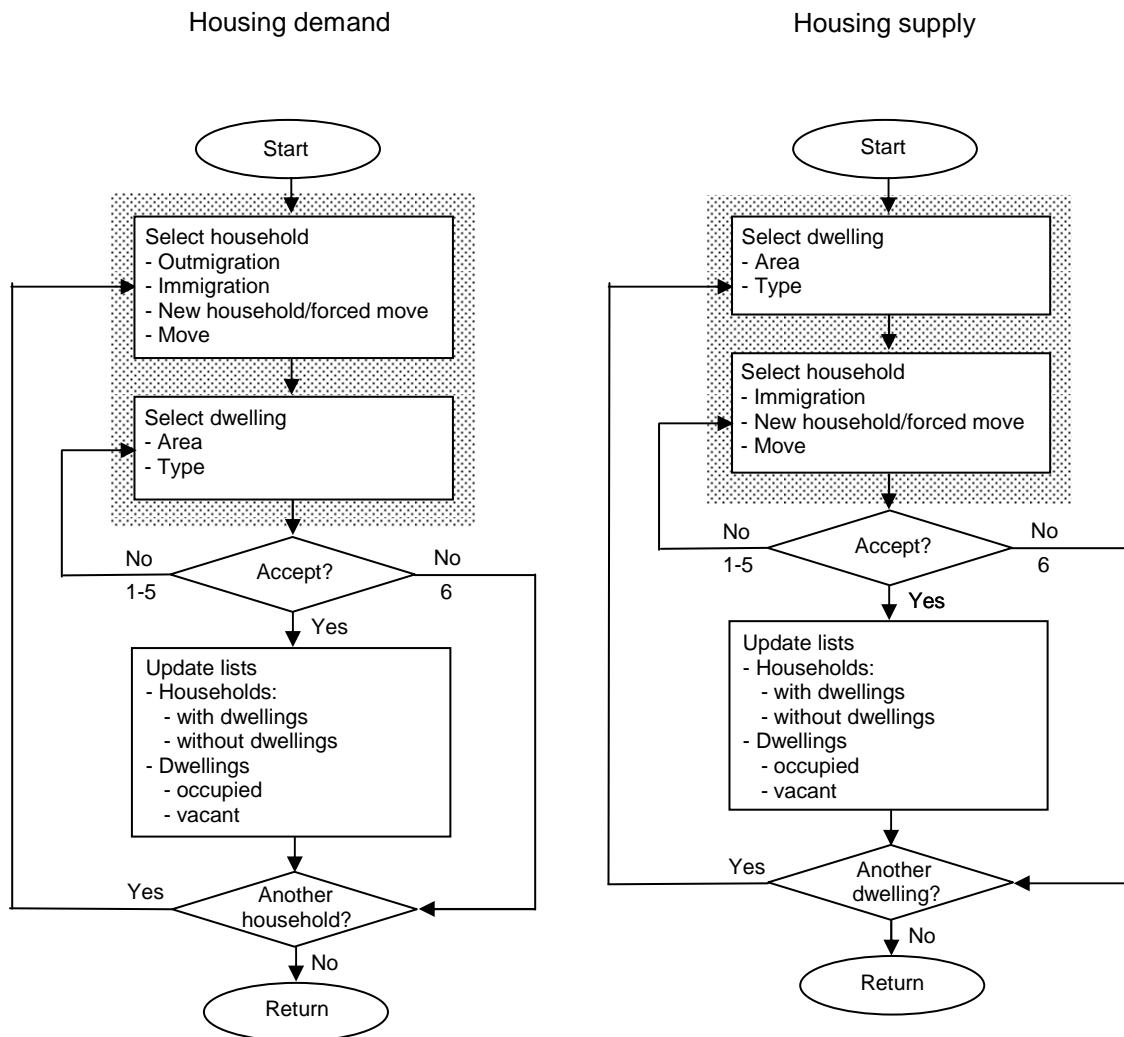 Housing demand
Start
Select household
- Outmigration
- Immigration
- New household/forced move
- Move
Select dwelling
- Area
- Type
No
1-5
Accept?
No
6
Yes
Update lists
- Households:
- with dwellings
- without dwellings
- Dwellings
- occupied
- vacant
Yes
Another
household?
No
Return
Housing supply
Start
Select dwelling
- Area
- Type
Select household
- Immigration
- New household/forced move
- Move
No
1-5
Accept?
No
6
Yes
Update lists
- Households:
- with dwellings
- without dwellings
- Dwellings
- occupied
- vacant
Yes
Another
dwelling?
No
Return